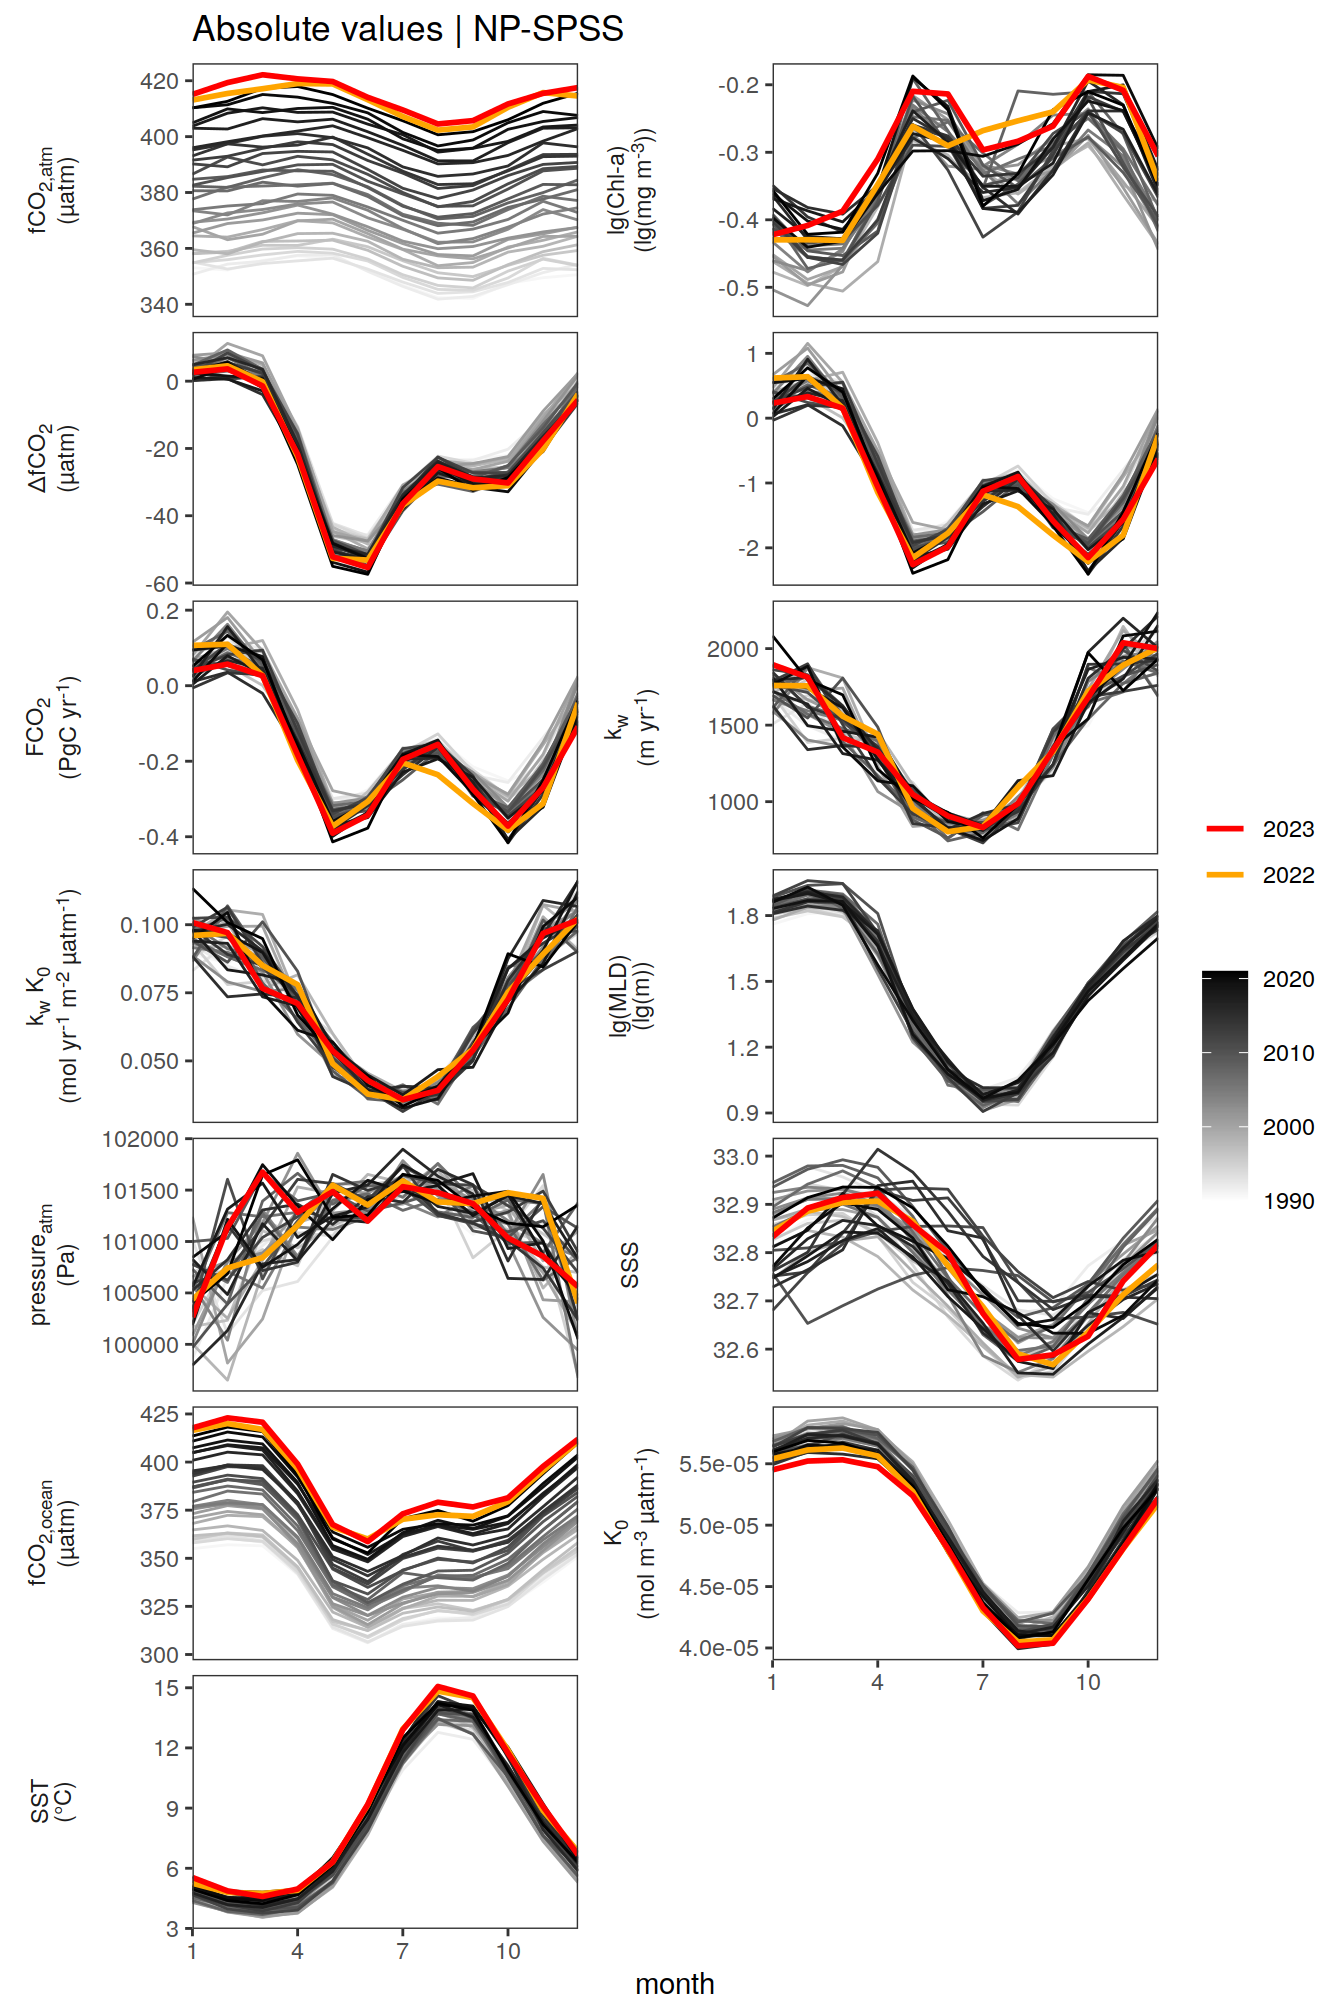 Absolute values | NP-SPSS
fCO2,atm
(µatm)
420
400
380
360
340
lg(Chl-a)
(lg(mg m-3))
-0.2
-0.3
-0.4
-0.5
ΔfCO2
(µatm)
0
-20
-40
-60
1
0
-1
-2
FCO2
(PgC yr-1)
0.2
0.0
-0.2
-0.4
kw
(m yr-1)
2000
1500
1000
kw K0
(mol yr-1 m-2 µatm-1)
0.100
0.075
0.050
lg(MLD)
(lg(m))
1.8
1.5
1.2
0.9
pressureatm
(Pa)
102000
101500
101000
100500
100000
SSS
33.0
32.9
32.8
32.7
32.6
fCO2,ocean
(µatm)
425
400
375
350
325
300
K0
(mol m-3 µatm-1)
5.5e-05
5.0e-05
4.5e-05
4.0e-05
1 4 7 10
SST
(°C)
15
12
9
6
3
1 4 7 10
month
2023
2022
2020
2010
2000
1990